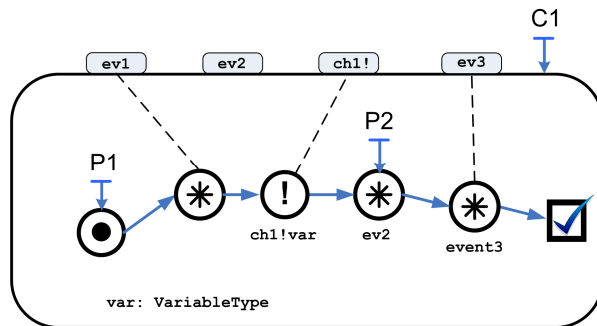 C1
ev1 ev2 ch1! ev3
P2
P1
!
ch1!var ev2 event3
var: VariableType